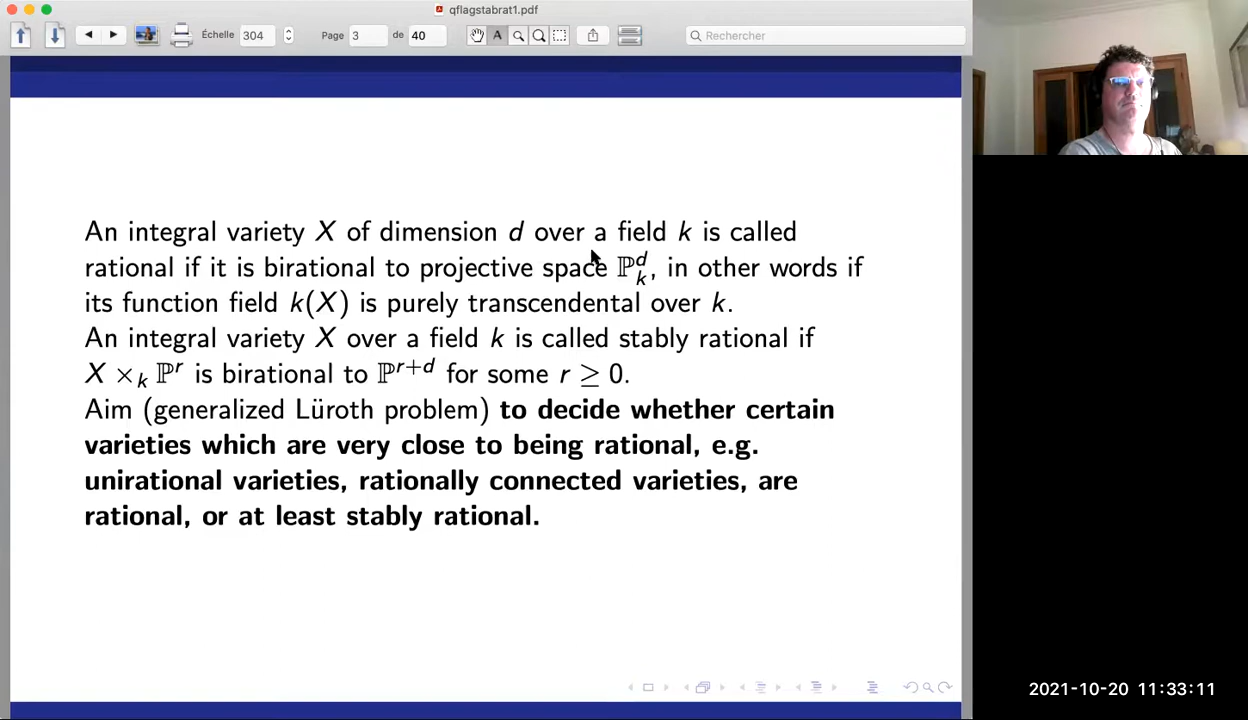 qflagstabrat1.pdf
Échelle 304 Page 3 de 40 A Rechercher
An integral variety X of dimension d over a field k is called
rational if it is birational to projective space ℙ^d_k, in other words if
its function field k(X) is purely transcendental over k.
An integral variety X over a field k is called stably rational if
X ×_k ℙ^r is birational to ℙ^{r+d} for some r ≥ 0.
Aim (generalized Lüroth problem) to decide whether certain
varieties which are very close to being rational, e.g.
unirational varieties, rationally connected varieties, are
rational, or at least stably rational.
2021-10-20 11:33:11